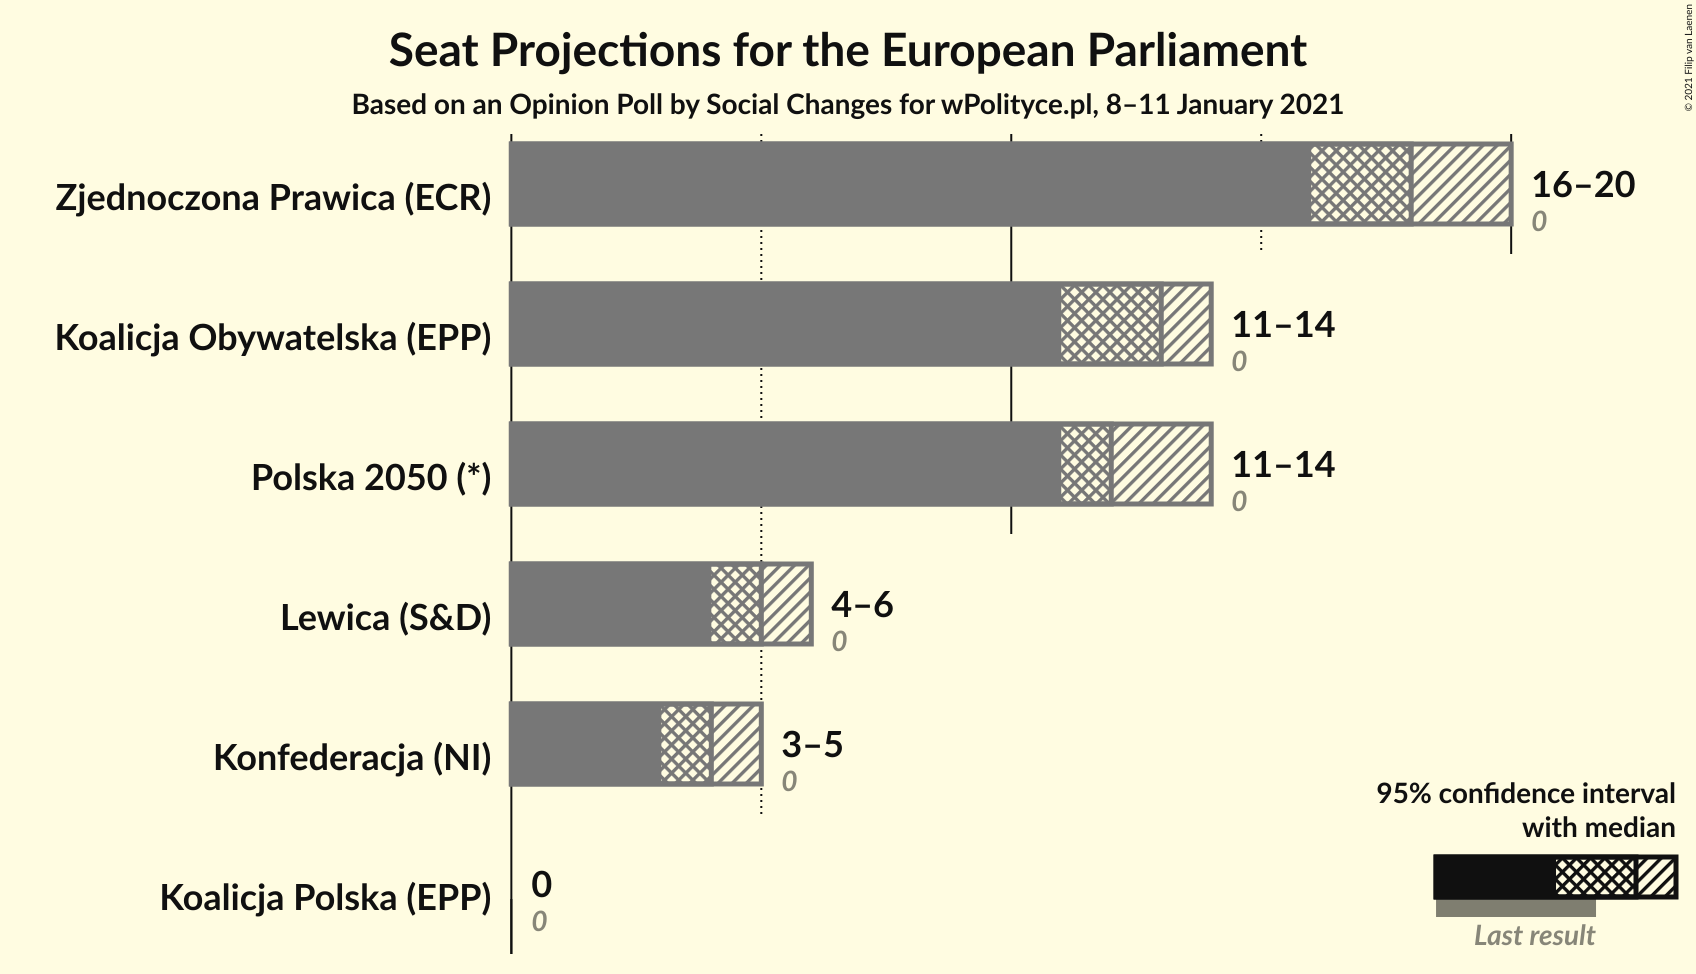 Seat Projections for the European Parliament
Based on an Opinion Poll by Social Changes for wPolityce.pl, 8–11 January 2021
© 2021 Filip van Laenen
Zjednoczona Prawica (ECR)
16–20
0
Koalicja Obywatelska (EPP)
11–14
0
Polska 2050 (*)
11–14
0
Lewica (S&D)
4–6
0
Konfederacja (NI)
3–5
0
Koalicja Polska (EPP)
0
0
95% confidence interval
with median
Last result